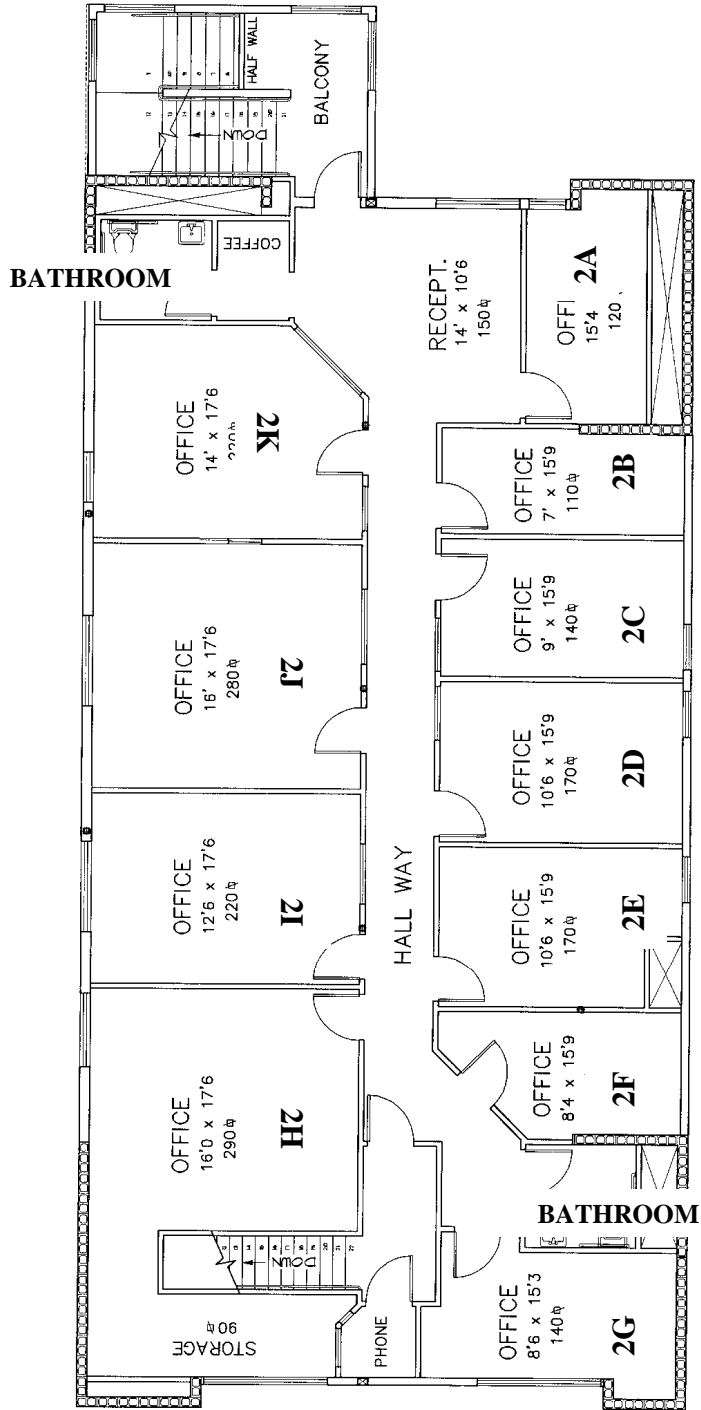 HALF WALL
BALCONY
DOWN
COFFEE
BATHROOM
RECEPT.
14' x 10'6
150⌀
2A
OFFI
15'4
120
OFFICE
14' x 17'6
2K
OFFICE
7' x 15'9
110⌀
2B
OFFICE
9' x 15'9
140⌀
2C
OFFICE
16' x 17'6
280⌀
2J
OFFICE
10'6 x 15'9
170⌀
2D
OFFICE
12'6 x 17'6
220⌀
2I
HALL WAY
OFFICE
10'6 x 15'9
170⌀
2E
OFFICE
16'0 x 17'6
290⌀
2H
OFFICE
8'4 x 15'9
2F
BATHROOM
DOWN
STORAGE
90⌀
PHONE
OFFICE
8'6 x 15'3
140⌀
2G